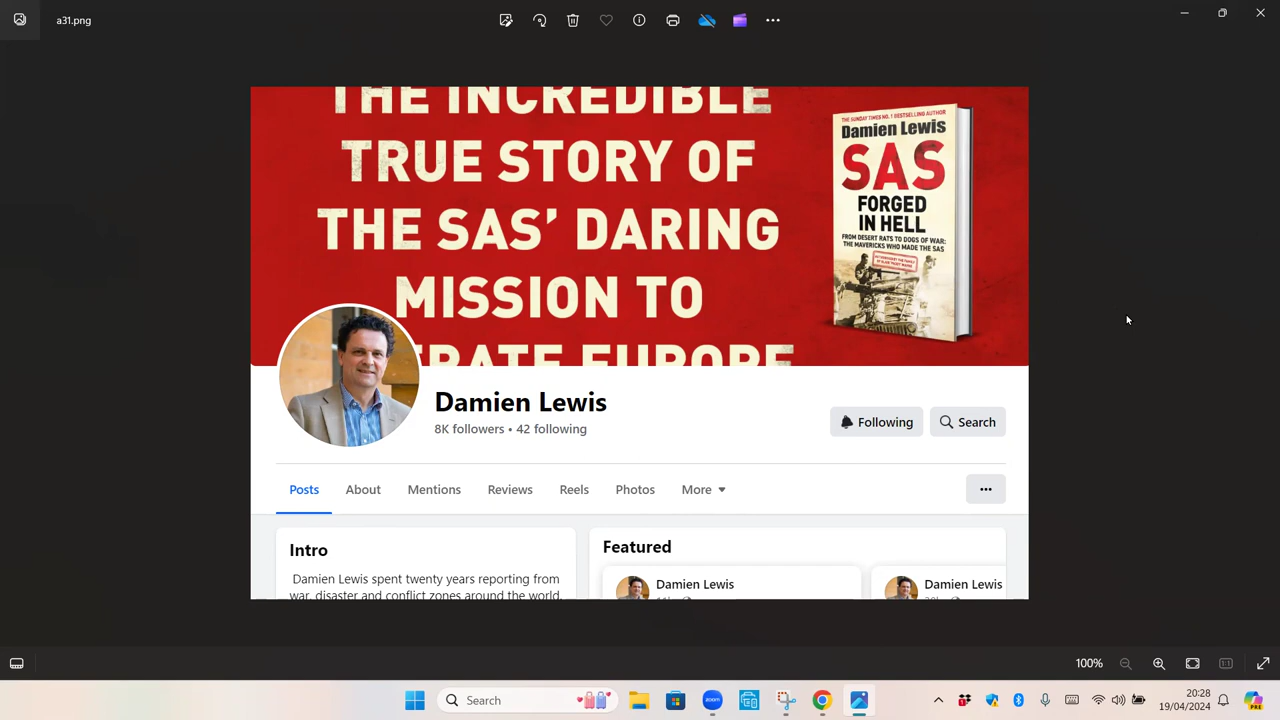 a31.png
THE INCREDIBLE
TRUE STORY OF
THE SAS’ DARING
MISSION TO
EUROPE
THE SUNDAY TIMES NO. 1 BESTSELLING AUTHOR
Damien Lewis
SAS
FORGED
IN HELL
FROM DESERT RATS TO DOGS OF WAR:
THE MAVERICKS WHO MADE THE SAS
Damien Lewis
8K followers • 42 following
Following
Search
Posts
About
Mentions
Reviews
Reels
Photos
More
Intro
Damien Lewis spent twenty years reporting from
war, disaster and conflict zones around the world.
Featured
Damien Lewis
Damien Lewis
100%
Search
zoom
20:28
19/04/2024
PRE